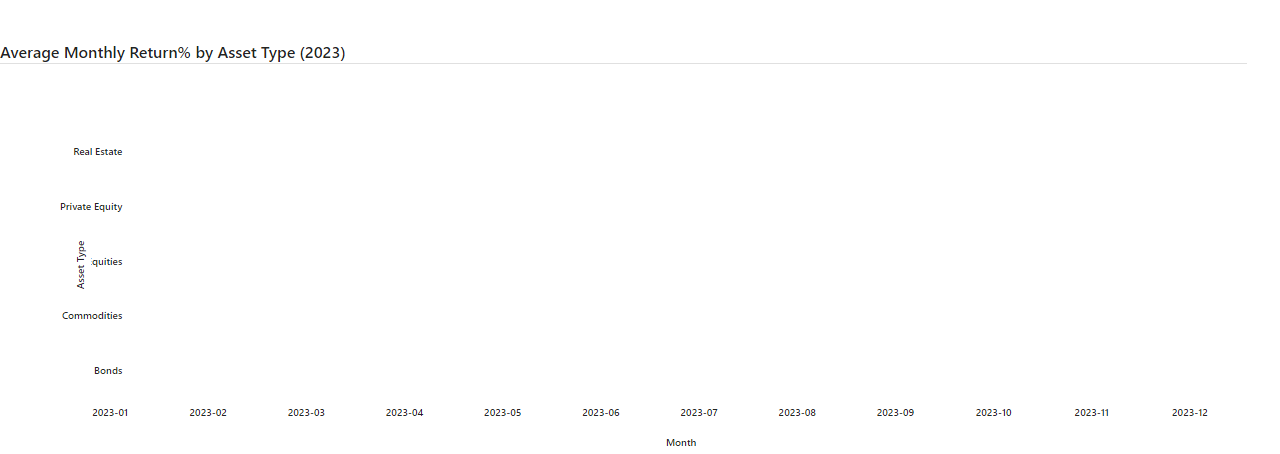 Average Monthly Return% by Asset Type (2023)
Real Estate
Private Equity
Asset Type
quities
Commodities
Bonds
2023-01 2023-02 2023-03 2023-04 2023-05 2023-06 2023-07 2023-08 2023-09 2023-10 2023-11 2023-12
Month